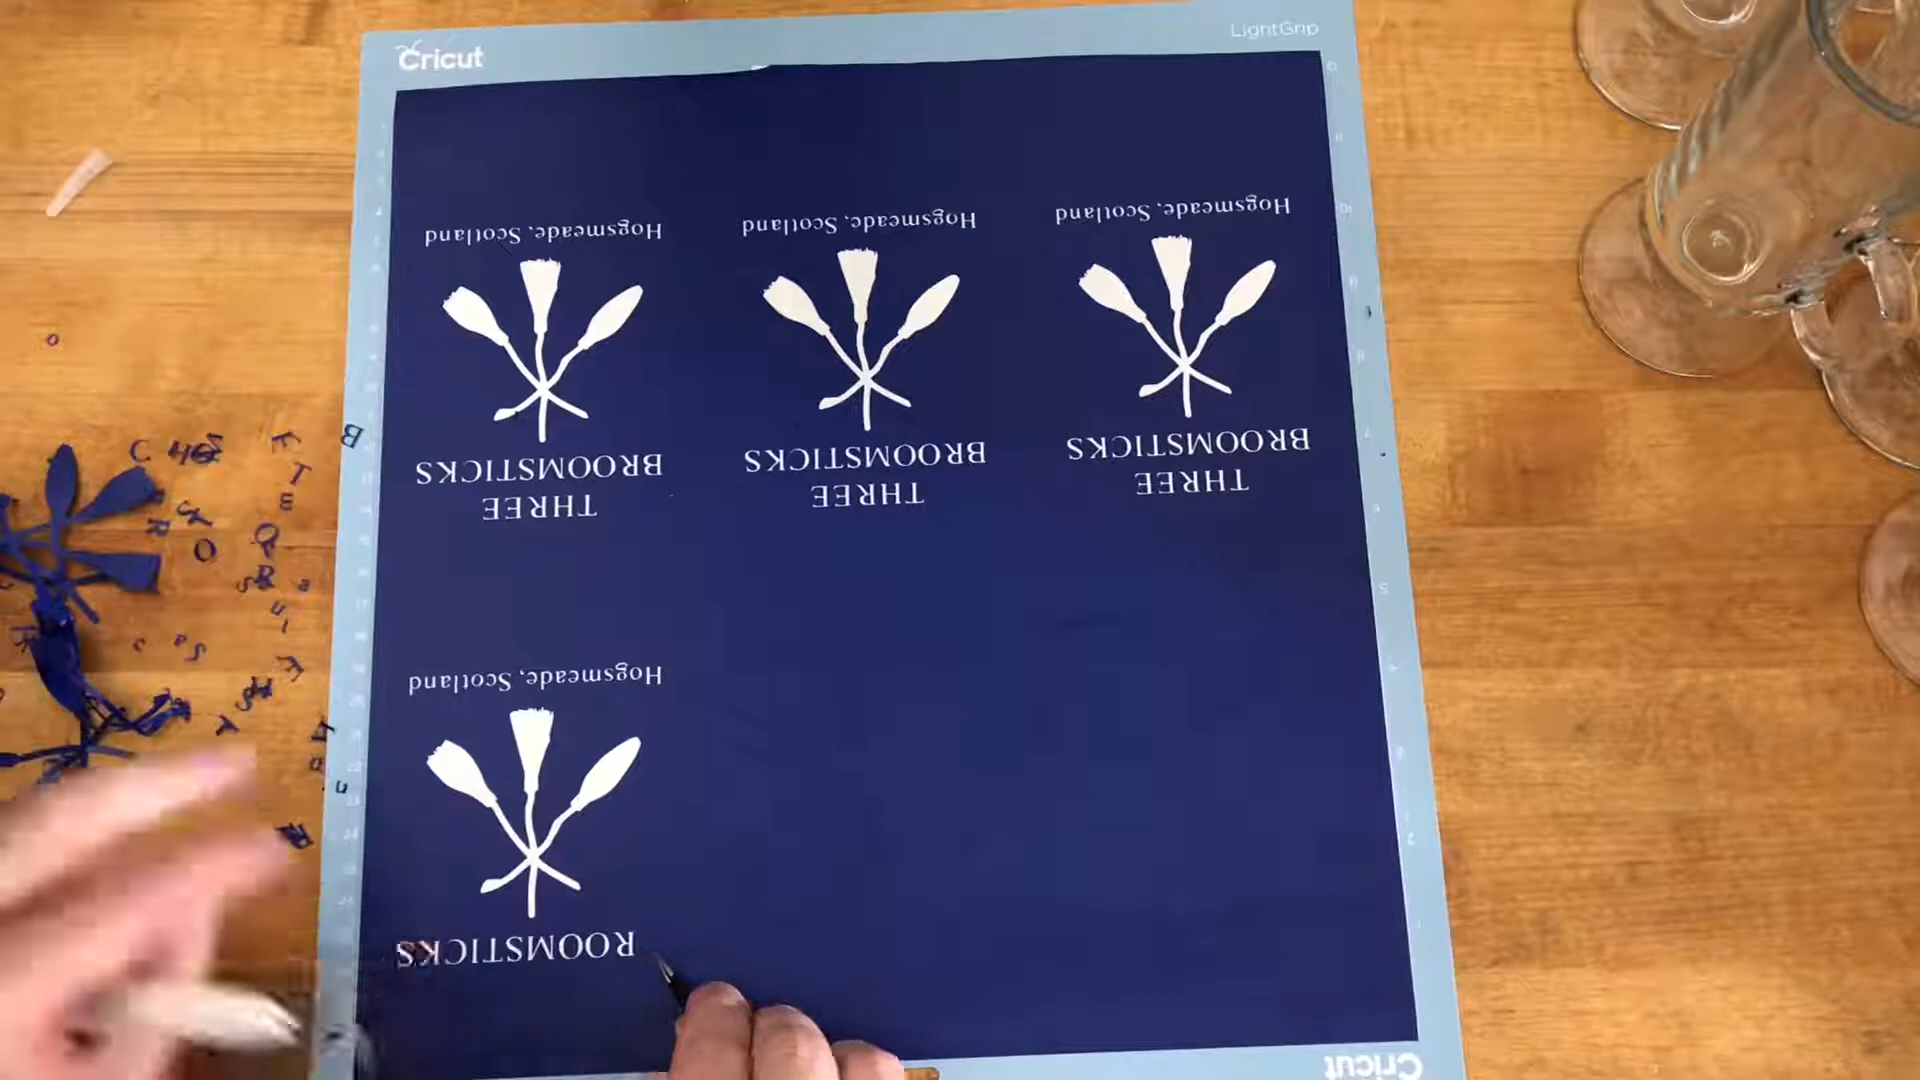 Cricut
LightGrip
Hogsmeade, Scotland
BROOMSTICKS
THREE
Hogsmeade, Scotland
BROOMSTICKS
THREE
Hogsmeade, Scotland
BROOMSTICKS
THREE
Hogsmeade, Scotland
ROOMSTICKS
Cricut